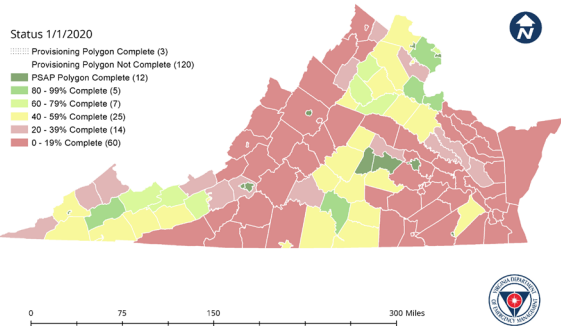 Status 1/1/2020
Provisioning Polygon Complete (3)
Provisioning Polygon Not Complete (120)
PSAP Polygon Complete (12)
80 - 99% Complete (5)
60 - 79% Complete (7)
40 - 59% Complete (25)
20 - 39% Complete (14)
0 - 19% Complete (60)
N
VIRGINIA DEPARTMENT
OF EMERGENCY MANAGEMENT
0 75 150 300 Miles